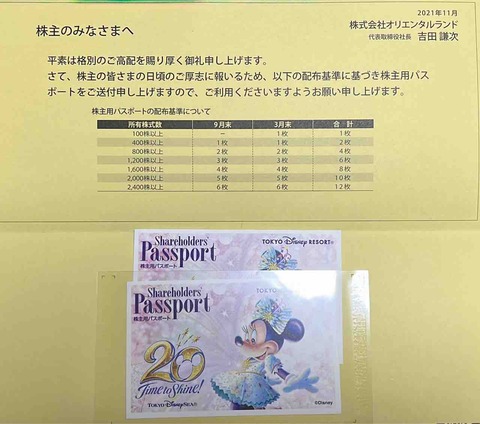 2021年11月
株主のみなさまへ
株式会社オリエンタルランド
代表取締役社長 吉田 謙次
平素は格別のご高配を賜り厚く御礼申し上げます。
さて、株主の皆さまの日頃のご厚志に報いるため、以下の配布基準に基づき株主用パス
ポートをご送付申し上げますので、ご利用くださいますようお願い申し上げます。
株主用パスポートの配布基準について
所有株式数 9月末 3月末 合 計
100株以上 － 1枚 1枚
400株以上 1枚 1枚 2枚
800株以上 2枚 2枚 4枚
1,200株以上 3枚 3枚 6枚
1,600株以上 4枚 4枚 8枚
2,000株以上 5枚 5枚 10枚
2,400株以上 6枚 6枚 12枚
Shareholders'
Passport
株主用パスポート
TOKYO Disney RESORT®
Shareholders'
Passport
株主用パスポート
TOKYO
20
Time to Shine!
TOKYO DisneySEA®
©Disney